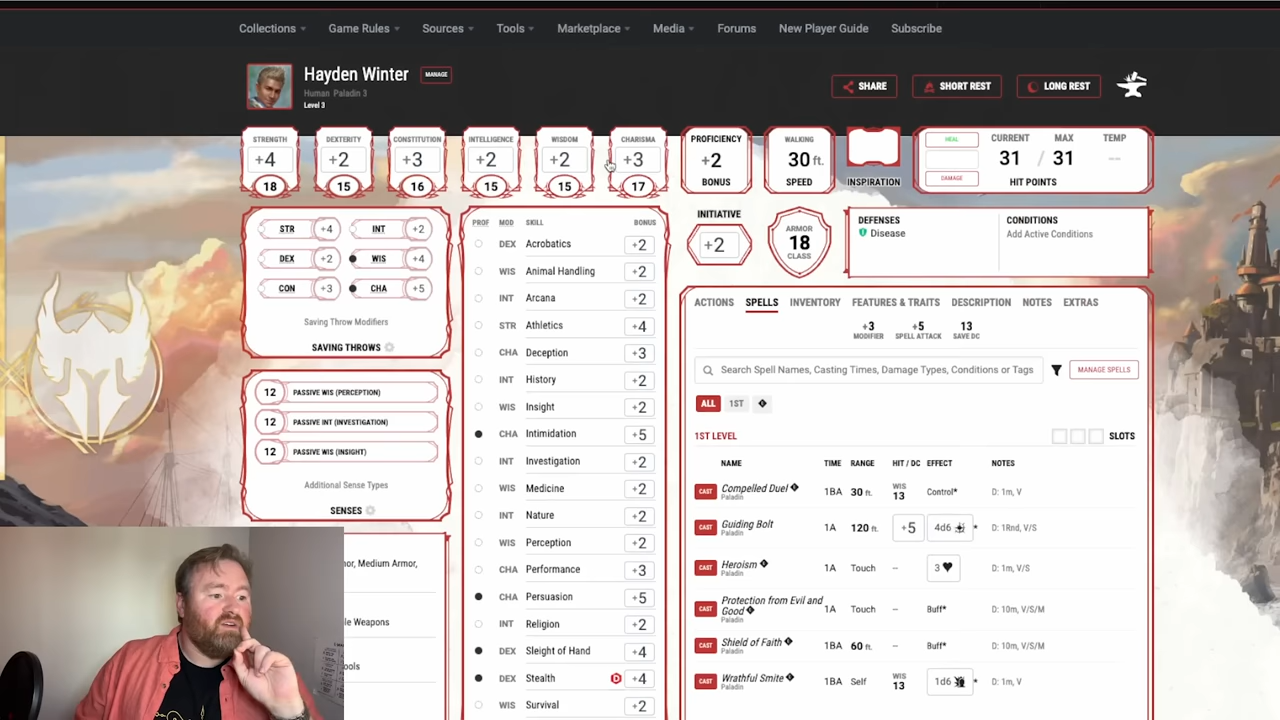 Collections Game Rules Sources Tools Marketplace Media Forums New Player Guide Subscribe
Hayden Winter MANAGE
Human Paladin 3
Level 3
SHARE SHORT REST LONG REST
STRENGTH DEXTERITY CONSTITUTION INTELLIGENCE WISDOM CHARISMA
+4 +2 +3 +2 +2 +3
18 15 16 15 15 17
PROFICIENCY
+2
BONUS
WALKING
30 ft.
SPEED
INSPIRATION
HEAL
DAMAGE
CURRENT MAX TEMP
31 / 31 --
HIT POINTS
STR +4 INT +2
DEX +2 WIS +4
CON +3 CHA +5
Saving Throw Modifiers
SAVING THROWS
12 PASSIVE WIS (PERCEPTION)
12 PASSIVE INT (INVESTIGATION)
12 PASSIVE WIS (INSIGHT)
Additional Sense Types
SENSES
or, Medium Armor,
le Weapons
ools
PROF MOD SKILL BONUS
DEX Acrobatics +2
WIS Animal Handling +2
INT Arcana +2
STR Athletics +4
CHA Deception +3
INT History +2
WIS Insight +2
CHA Intimidation +5
INT Investigation +2
WIS Medicine +2
INT Nature +2
WIS Perception +2
CHA Performance +3
CHA Persuasion +5
INT Religion +2
DEX Sleight of Hand +4
DEX Stealth +4
WIS Survival +2
INITIATIVE
+2
ARMOR
18
CLASS
DEFENSES
Disease
CONDITIONS
Add Active Conditions
ACTIONS SPELLS INVENTORY FEATURES & TRAITS DESCRIPTION NOTES EXTRAS
+3 +5 13
MODIFIER SPELL ATTACK SAVE DC
Search Spell Names, Casting Times, Damage Types, Conditions or Tags
MANAGE SPELLS
ALL 1ST
1ST LEVEL SLOTS
NAME TIME RANGE HIT / DC EFFECT NOTES
CAST Compelled Duel Paladin 1BA 30 ft. WIS 13 Control* D: 1m, V
CAST Guiding Bolt Paladin 1A 120 ft. +5 4d6 * D: 1Rnd, V/S
CAST Heroism Paladin 1A Touch -- 3 D: 1m, V/S
CAST Protection from Evil and Good Paladin 1A Touch -- Buff* D: 10m, V/S/M
CAST Shield of Faith Paladin 1BA 60 ft. -- Buff* D: 10m, V/S/M
CAST Wrathful Smite Paladin 1BA Self WIS 13 1d6 * D: 1m, V